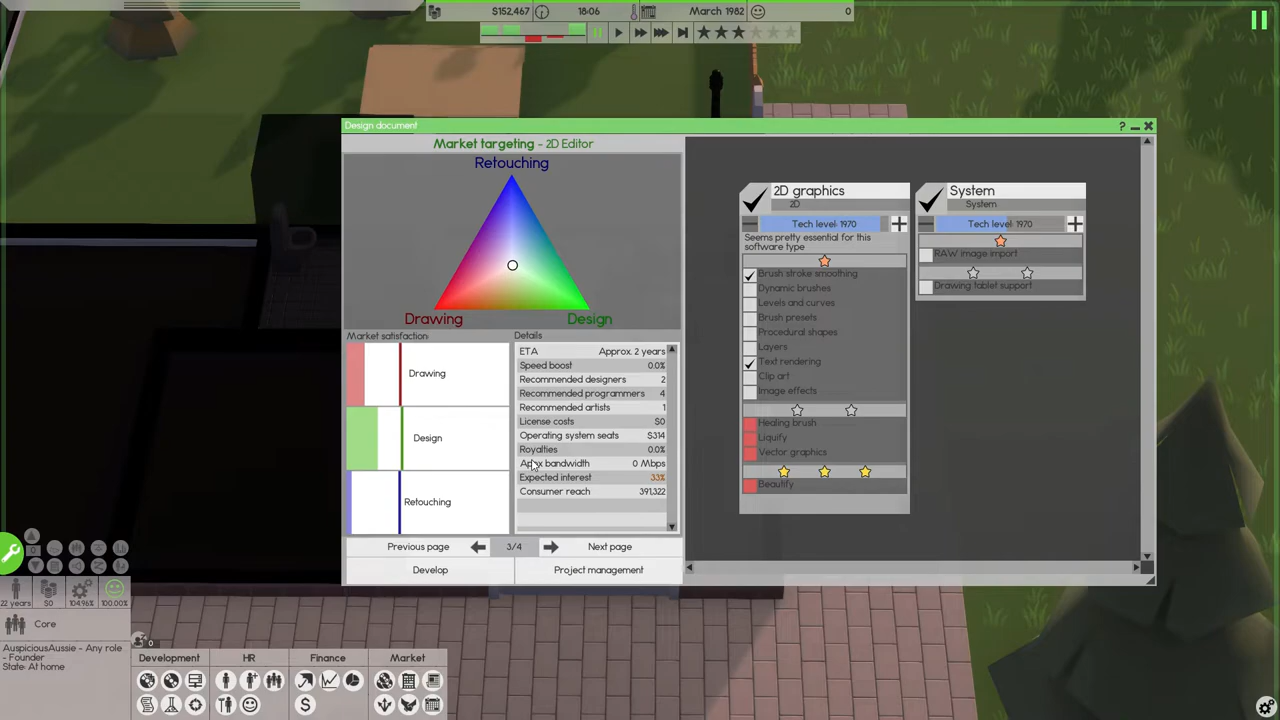 $152,467
18:06
March 1982
0
Design document
?
Market targeting - 2D Editor
Retouching
Drawing
Design
Market satisfaction:
Drawing
Design
Retouching
Details
ETA Approx. 2 years
Speed boost 0.0%
Recommended designers 2
Recommended programmers 4
Recommended artists 1
License costs $0
Operating system seats $314
Royalties 0.0%
bandwidth 0 Mbps
Expected interest 33%
Consumer reach 391,322
Previous page 3/4 Next page
Develop Project management
2D graphics
2D
Tech level: 1970
Seems pretty essential for this
software type
Brush stroke smoothing
Dynamic brushes
Levels and curves
Brush presets
Procedural shapes
Layers
Text rendering
Clip art
Image effects
Healing brush
Liquify
Vector graphics
Beautify
System
System
Tech level: 1970
RAW image import
Drawing tablet support
0
22 years $0 104.96% 100.00%
Core
AuspiciousAussie - Any role
- Founder
State: At home
0
Development HR Finance Market